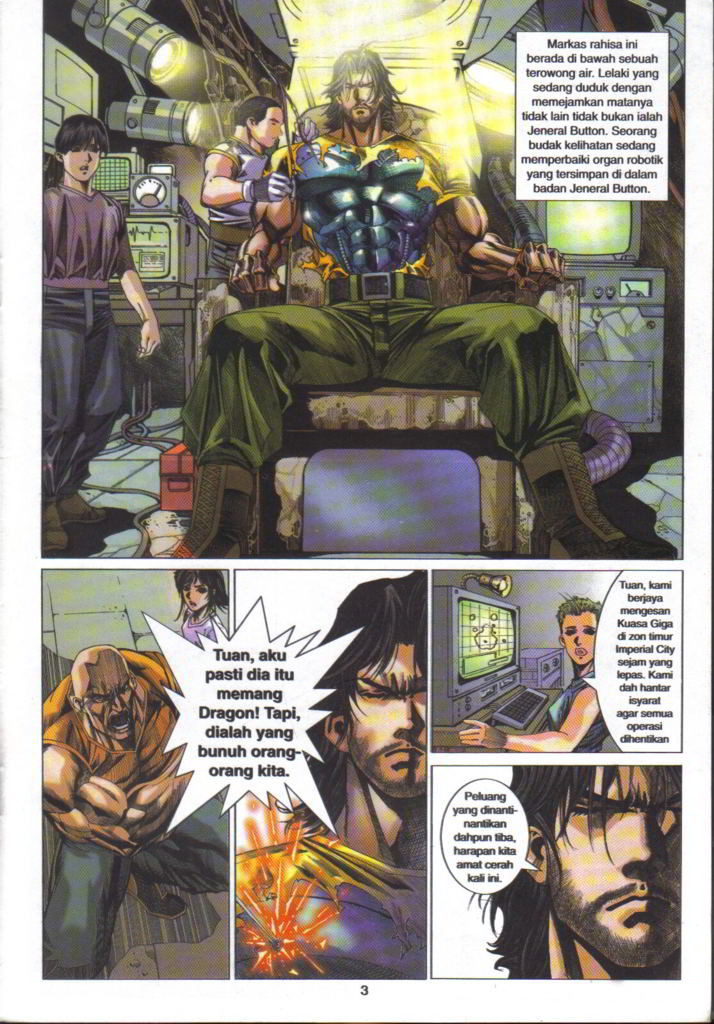 Markas rahisa ini
berada di bawah sebuah
terowong air. Lelaki yang
sedang duduk dengan
memejamkan matanya
tidak lain tidak bukan ialah
Jeneral Button. Seorang
budak kelihatan sedang
memperbaiki organ robotik
yang tersimpan di dalam
badan Jeneral Button.
Tuan, aku
pasti dia itu
memang
Dragon! Tapi,
dialah yang
bunuh orang-
orang kita.
Tuan, kami
berjaya
mengesan
Kuasa Giga
di zon timur
Imperial City
sejam yang
lepas. Kami
dah hantar
isyarat
agar semua
operasi
dihentikan
Peluang
yang dinanti-
nantikan
dahpun tiba,
harapan kita
amat cerah
kali ini.
3